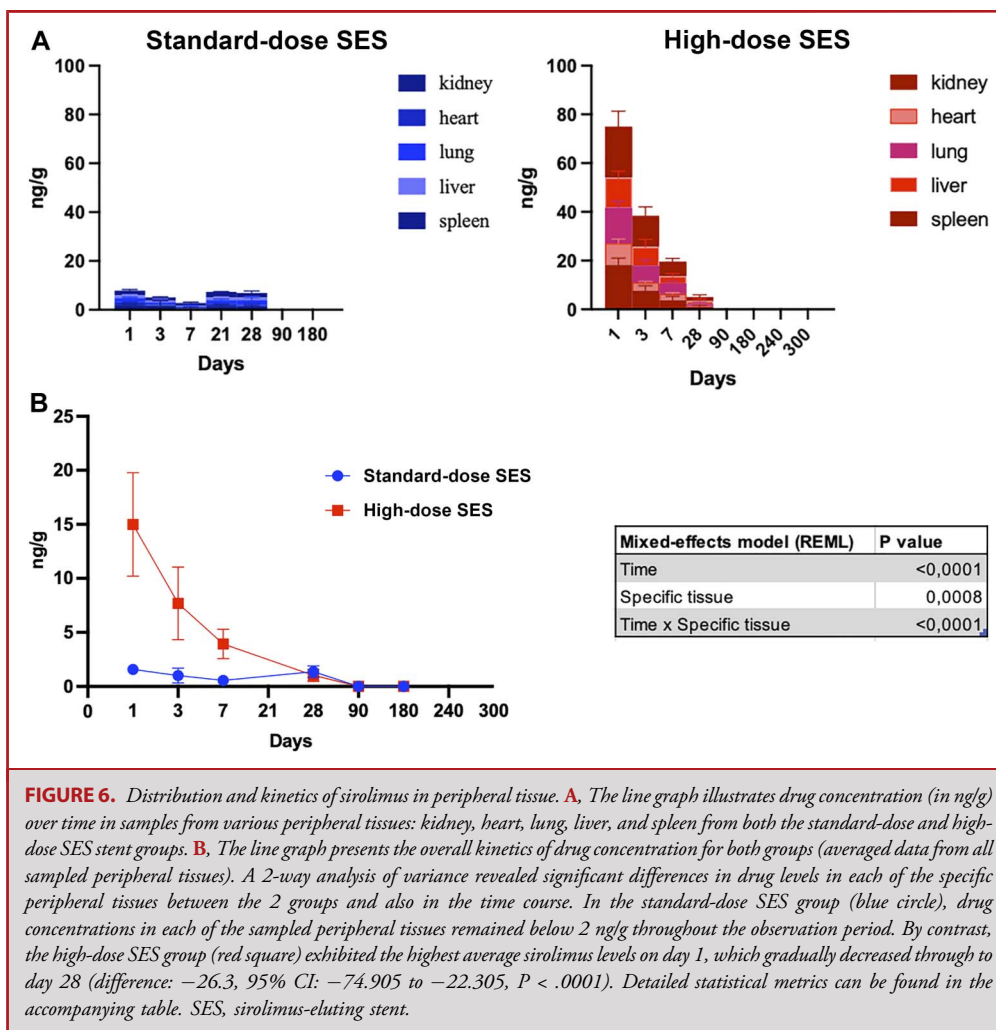 A
Standard-dose SES
High-dose SES
100
80
60
40
20
0
ng/g
kidney
heart
lung
liver
spleen
1 3 7 21 28 90 180
Days
100
80
60
40
20
0
ng/g
kidney
heart
lung
liver
spleen
1 3 7 28 90 180 240 300
Days
B
25
20
15
10
5
0
ng/g
Standard-dose SES
High-dose SES
0 1 3 7 21 28 90 180 240 300
Days
Mixed-effects model (REML) P value
Time <0,0001
Specific tissue 0,0008
Time x Specific tissue <0,0001
FIGURE 6. Distribution and kinetics of sirolimus in peripheral tissue. A, The line graph illustrates drug concentration (in ng/g)
over time in samples from various peripheral tissues: kidney, heart, lung, liver, and spleen from both the standard-dose and high-
dose SES stent groups. B, The line graph presents the overall kinetics of drug concentration for both groups (averaged data from all
sampled peripheral tissues). A 2-way analysis of variance revealed significant differences in drug levels in each of the specific
peripheral tissues between the 2 groups and also in the time course. In the standard-dose SES group (blue circle), drug
concentrations in each of the sampled peripheral tissues remained below 2 ng/g throughout the observation period. By contrast,
the high-dose SES group (red square) exhibited the highest average sirolimus levels on day 1, which gradually decreased through to
day 28 (difference: −26.3, 95% CI: −74.905 to −22.305, P < .0001). Detailed statistical metrics can be found in the
accompanying table. SES, sirolimus-eluting stent.